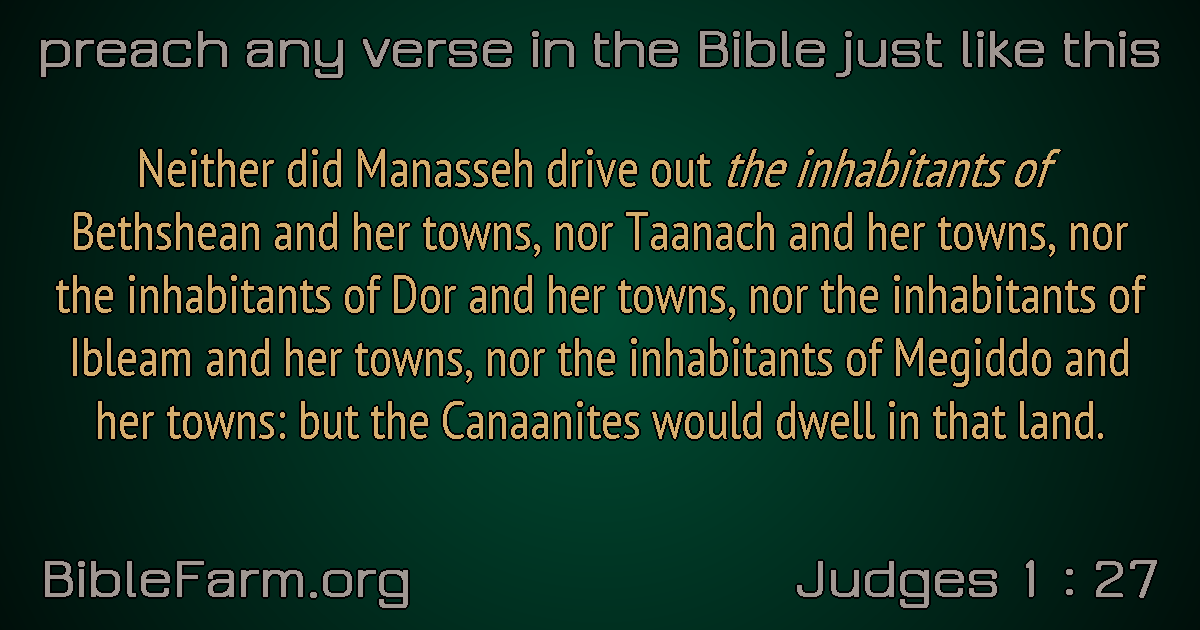 preach any verse in the Bible just like this
Neither did Manasseh drive out the inhabitants of
Bethshean and her towns, nor Taanach and her towns, nor
the inhabitants of Dor and her towns, nor the inhabitants of
Ibleam and her towns, nor the inhabitants of Megiddo and
her towns: but the Canaanites would dwell in that land.
BibleFarm.org
Judges 1 : 27